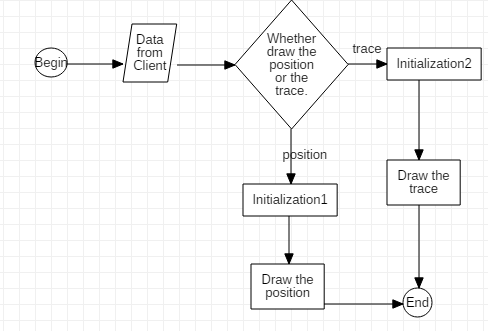 Begin
Data
from
Client
Whether
draw the
position
or the
trace.
trace
Initialization2
position
Initialization1
Draw the
trace
Draw the
position
End